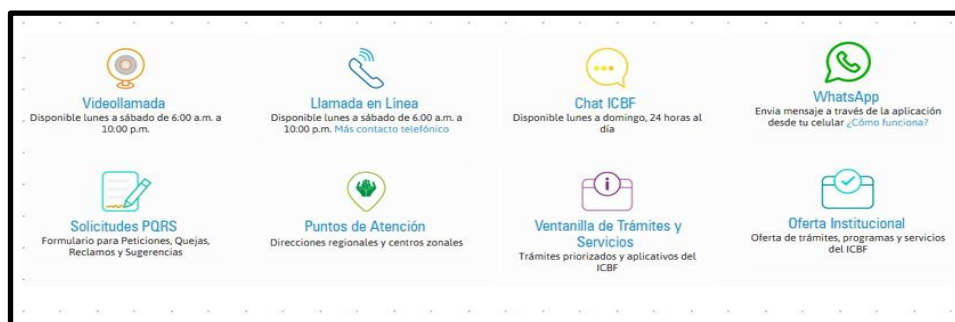 Videollamada
Disponible lunes a sábado de 6:00 a.m. a
10:00 p.m.
Llamada en Línea
Disponible lunes a sábado de 6:00 a.m. a
10:00 p.m. Más contacto telefónico
Chat ICBF
Disponible lunes a domingo, 24 horas al
día
WhatsApp
Envia mensaje a través de la aplicación
desde tu celular ¿Cómo funciona?
Solicitudes PQRS
Formulario para Peticiones, Quejas,
Reclamos y Sugerencias
Puntos de Atención
Direcciones regionales y centros zonales
Ventanilla de Trámites y
Servicios
Trámites priorizados y aplicativos del
ICBF
Oferta Institucional
Oferta de trámites, programas y servicios
del ICBF